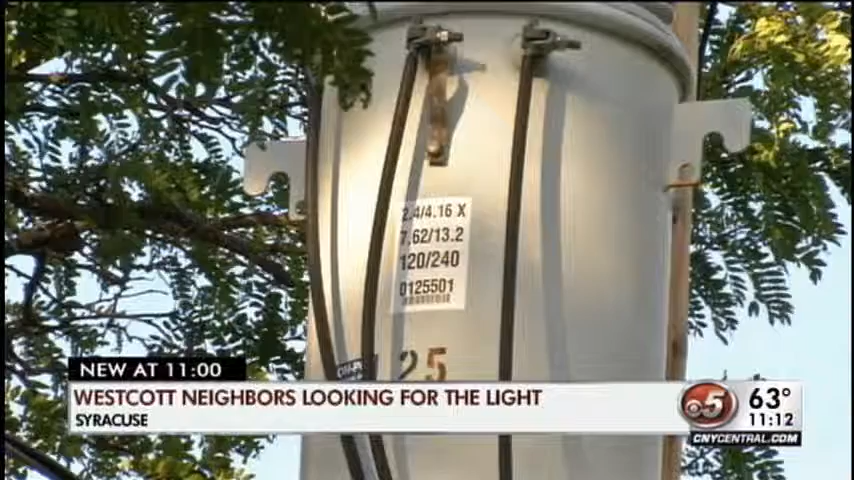 2.4/4.16 X
7.62/13.2
120/240
0125501
25
NEW AT 11:00
WESTCOTT NEIGHBORS LOOKING FOR THE LIGHT
SYRACUSE
5
63°
11:12
CNYCENTRAL.COM